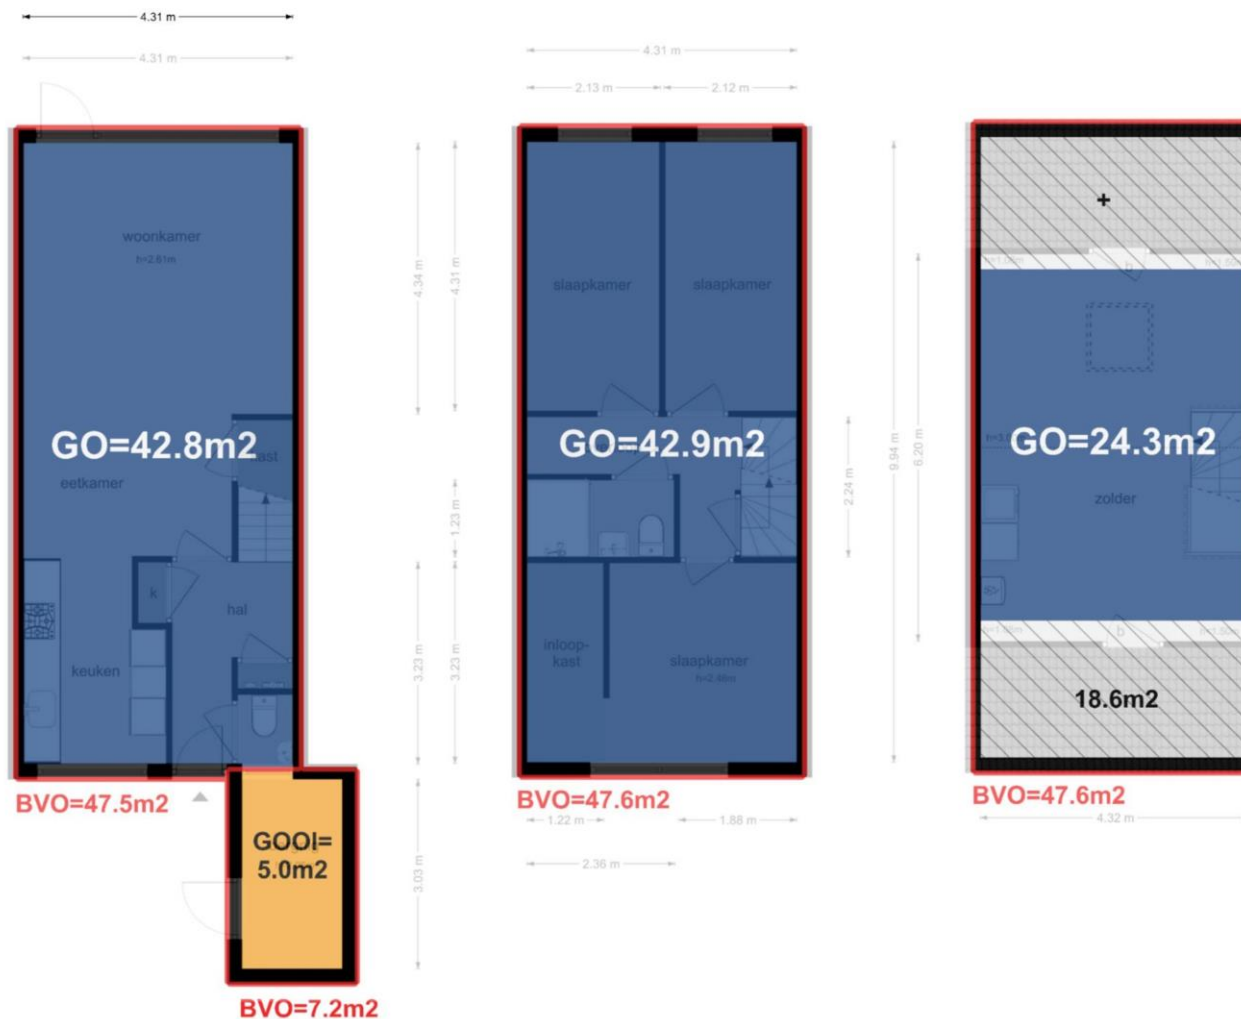 4.31 m
4.31 m
woonkamer
h=2.61m
GO=42.8m2
kast
eetkamer
k
hal
keuken
BVO=47.5m2
GOOI=
5.0m2
BVO=7.2m2
4.34 m
1.23 m
3.23 m
3.03 m
4.31 m
3.23 m
4.31 m
2.13 m
2.12 m
slaapkamer
slaapkamer
GO=42.9m2
inloop-
kast
slaapkamer
BVO=47.6m2
1.22 m
1.88 m
2.36 m
2.24 m
9.94 m
6.20 m
+
b
GO=24.3m2
zolder
b
18.6m2
BVO=47.6m2
4.32 m